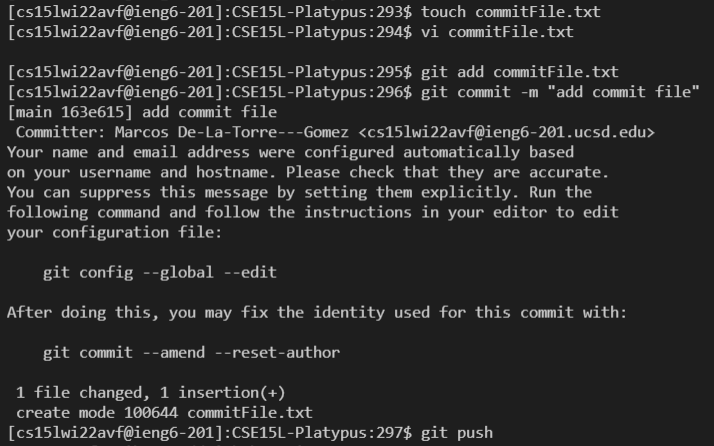 [cs15lwi22avf@ieng6-201]:CSE15L-Platypus:293$ touch commitFile.txt
[cs15lwi22avf@ieng6-201]:CSE15L-Platypus:294$ vi commitFile.txt
[cs15lwi22avf@ieng6-201]:CSE15L-Platypus:295$ git add commitFile.txt
[cs15lwi22avf@ieng6-201]:CSE15L-Platypus:296$ git commit -m "add commit file"
[main 163e615] add commit file
 Committer: Marcos De-La-Torre---Gomez <cs15lwi22avf@ieng6-201.ucsd.edu>
Your name and email address were configured automatically based
on your username and hostname. Please check that they are accurate.
You can suppress this message by setting them explicitly. Run the
following command and follow the instructions in your editor to edit
your configuration file:
    git config --global --edit
After doing this, you may fix the identity used for this commit with:
    git commit --amend --reset-author
 1 file changed, 1 insertion(+)
 create mode 100644 commitFile.txt
[cs15lwi22avf@ieng6-201]:CSE15L-Platypus:297$ git push